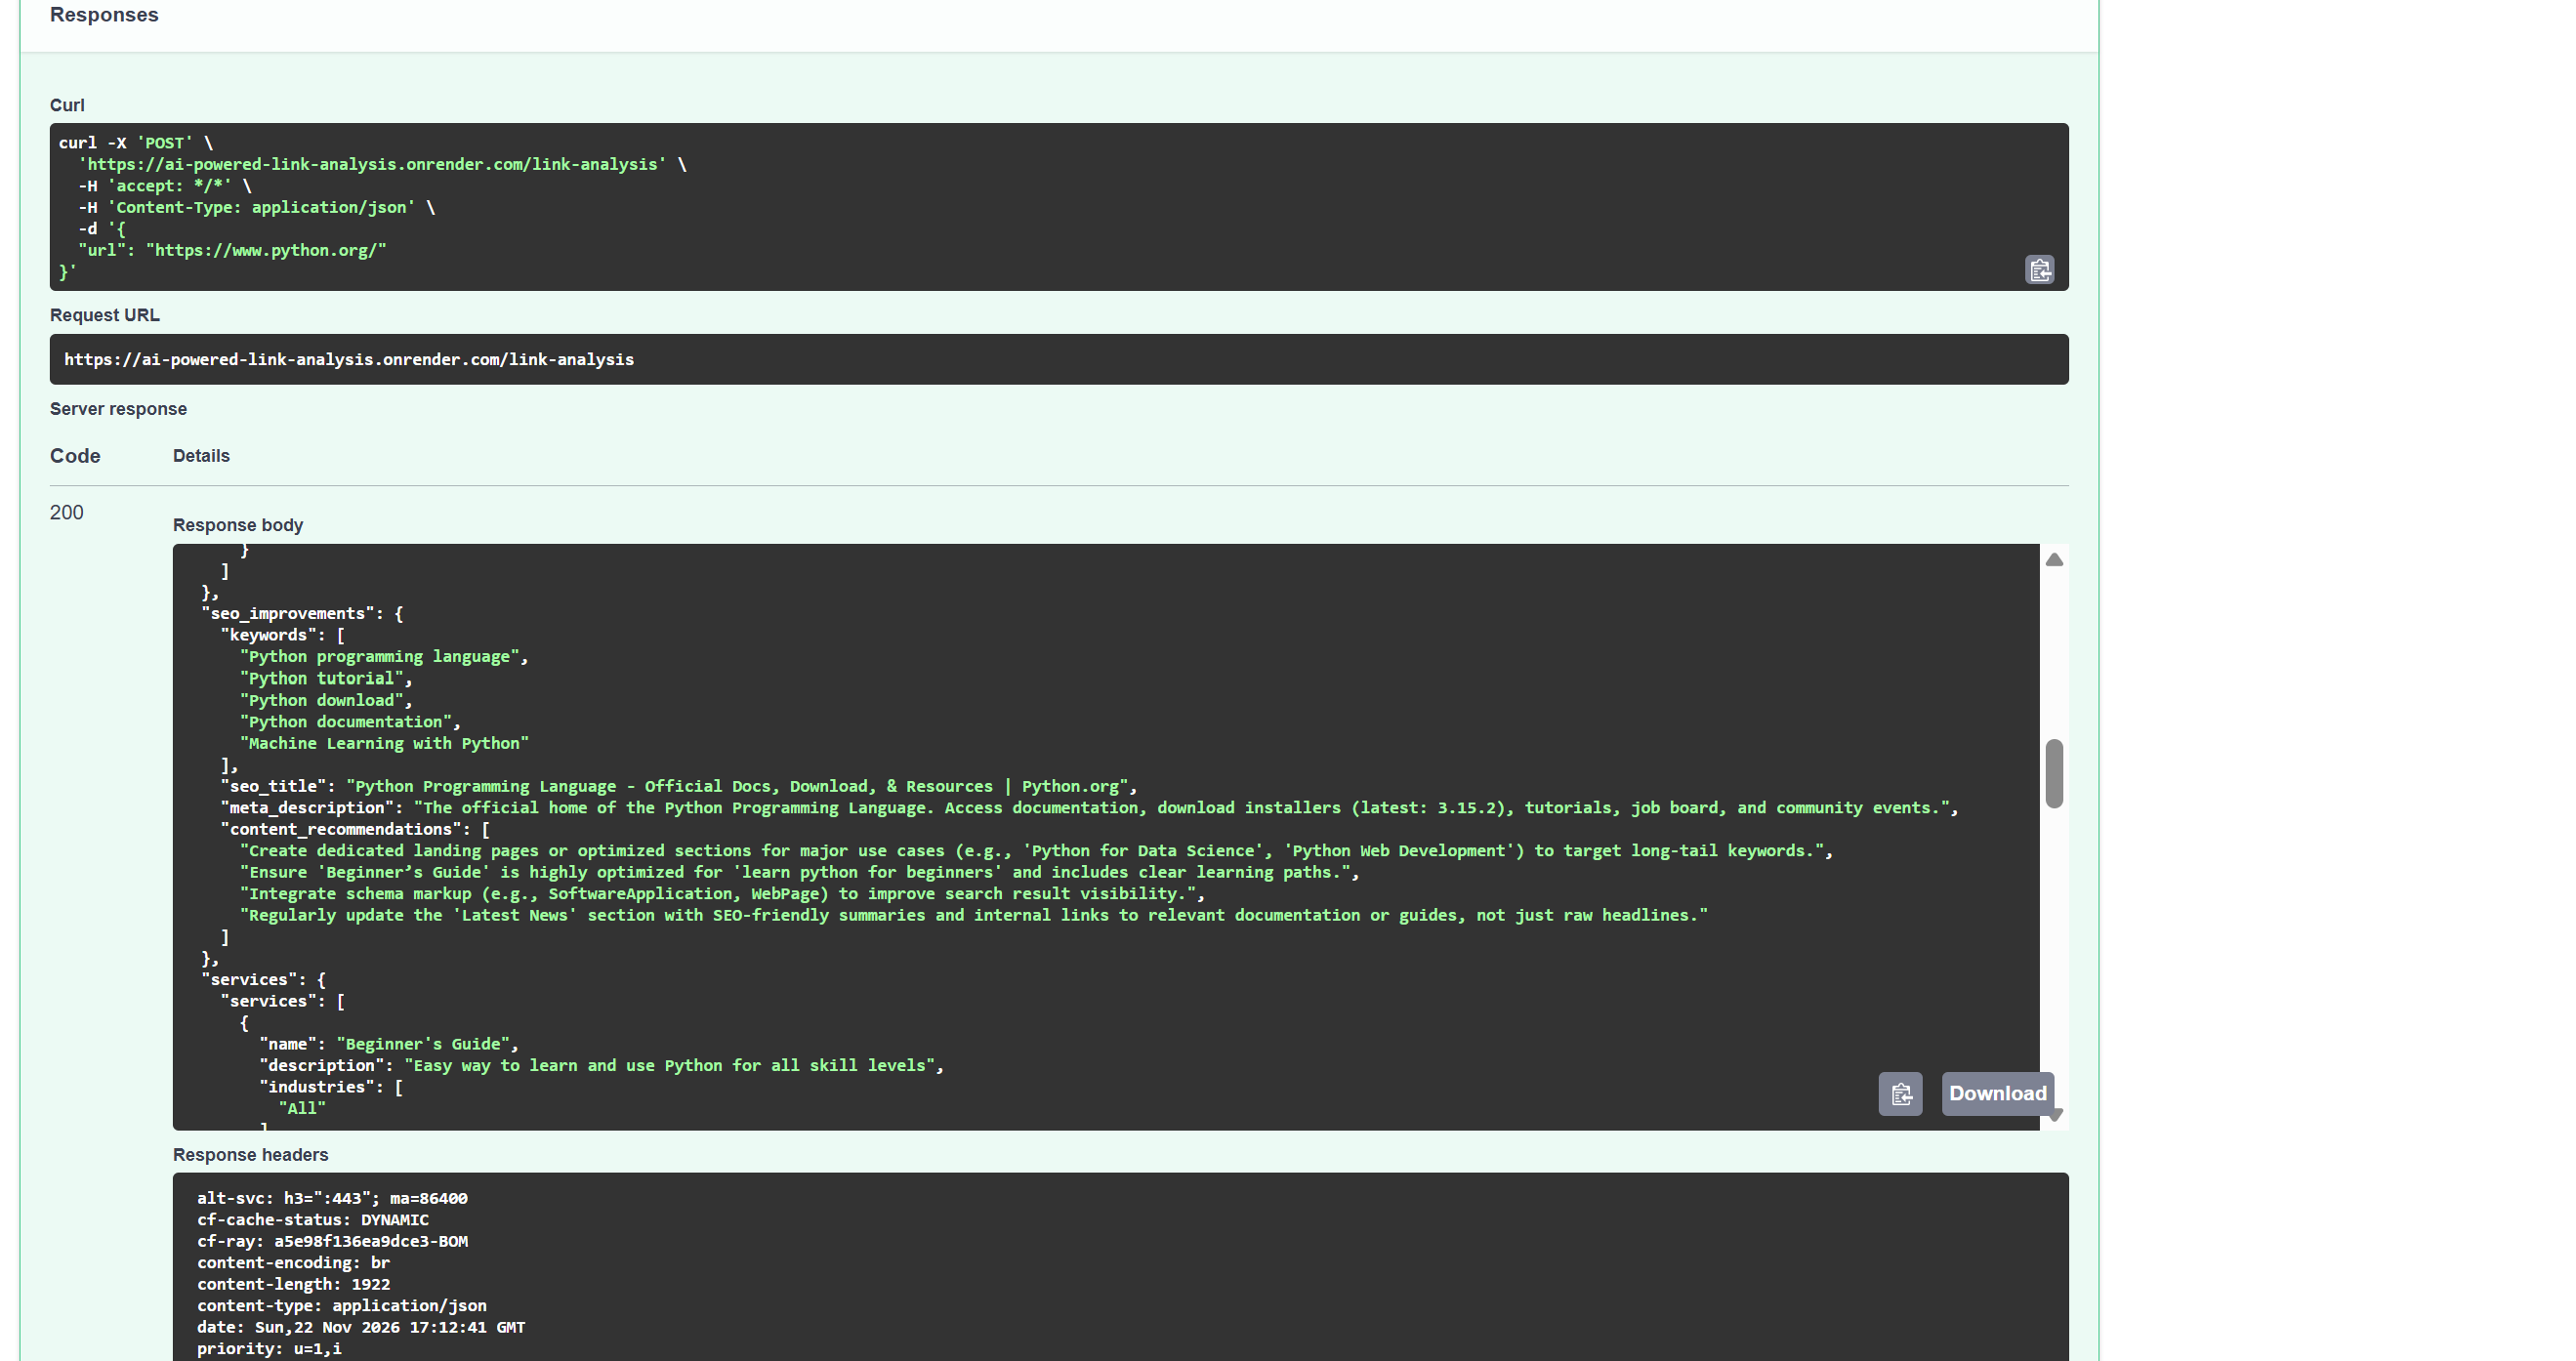 Responses
Curl
curl -X 'POST' \
  'https://ai-powered-link-analysis.onrender.com/link-analysis' \
  -H 'accept: */*' \
  -H 'Content-Type: application/json' \
  -d '{
  "url": "https://www.python.org/"
}'
Request URL
https://ai-powered-link-analysis.onrender.com/link-analysis
Server response
Code Details
200
Response body
    }
  ]
},
"seo_improvements": {
  "keywords": [
    "Python programming language",
    "Python tutorial",
    "Python download",
    "Python documentation",
    "Machine Learning with Python"
  ],
  "seo_title": "Python Programming Language - Official Docs, Download, & Resources | Python.org",
  "meta_description": "The official home of the Python Programming Language. Access documentation, download installers (latest: 3.15.2), tutorials, job board, and community events.",
  "content_recommendations": [
    "Create dedicated landing pages or optimized sections for major use cases (e.g., 'Python for Data Science', 'Python Web Development') to target long-tail keywords.",
    "Ensure 'Beginner’s Guide' is highly optimized for 'learn python for beginners' and includes clear learning paths.",
    "Integrate schema markup (e.g., SoftwareApplication, WebPage) to improve search result visibility.",
    "Regularly update the 'Latest News' section with SEO-friendly summaries and internal links to relevant documentation or guides, not just raw headlines."
  ]
},
"services": {
  "services": [
    {
      "name": "Beginner's Guide",
      "description": "Easy way to learn and use Python for all skill levels",
      "industries": [
        "All"
      ]
Download
Response headers
alt-svc: h3=":443"; ma=86400
cf-cache-status: DYNAMIC
cf-ray: a5e98f136ea9dce3-BOM
content-encoding: br
content-length: 1922
content-type: application/json
date: Sun,22 Nov 2026 17:12:41 GMT
priority: u=1,i